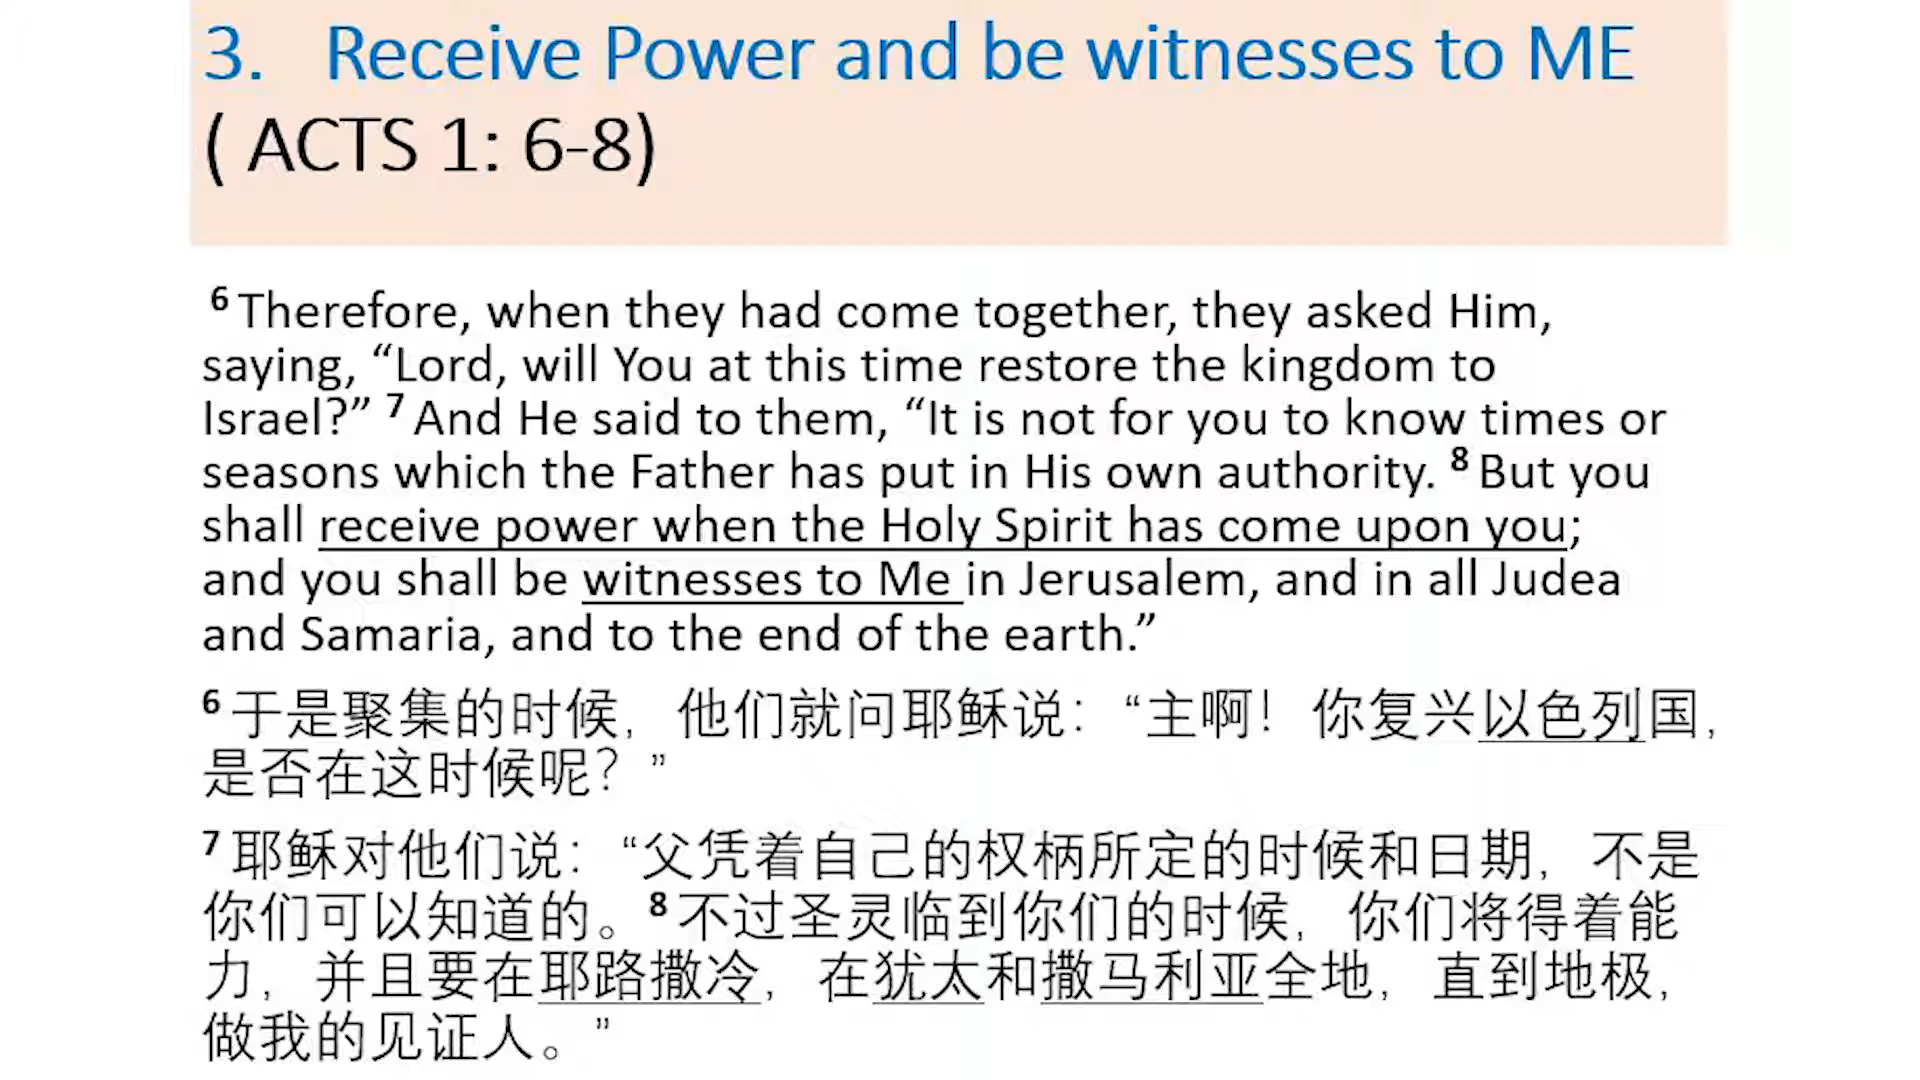 3. Receive Power and be witnesses to ME
( ACTS 1: 6-8)
6 Therefore, when they had come together, they asked Him,
saying, “Lord, will You at this time restore the kingdom to
Israel?” 7 And He said to them, “It is not for you to know times or
seasons which the Father has put in His own authority. 8 But you
shall receive power when the Holy Spirit has come upon you;
and you shall be witnesses to Me in Jerusalem, and in all Judea
and Samaria, and to the end of the earth.”
6 于是聚集的时候，他们就问耶稣说：“主啊！你复兴以色列国，
是否在这时候呢？”
7 耶稣对他们说：“父凭着自己的权柄所定的时候和日期，不是
你们可以知道的。8 不过圣灵临到你们的时候，你们将得着能
力，并且要在耶路撒冷，在犹太和撒马利亚全地，直到地极，
做我的见证人。”